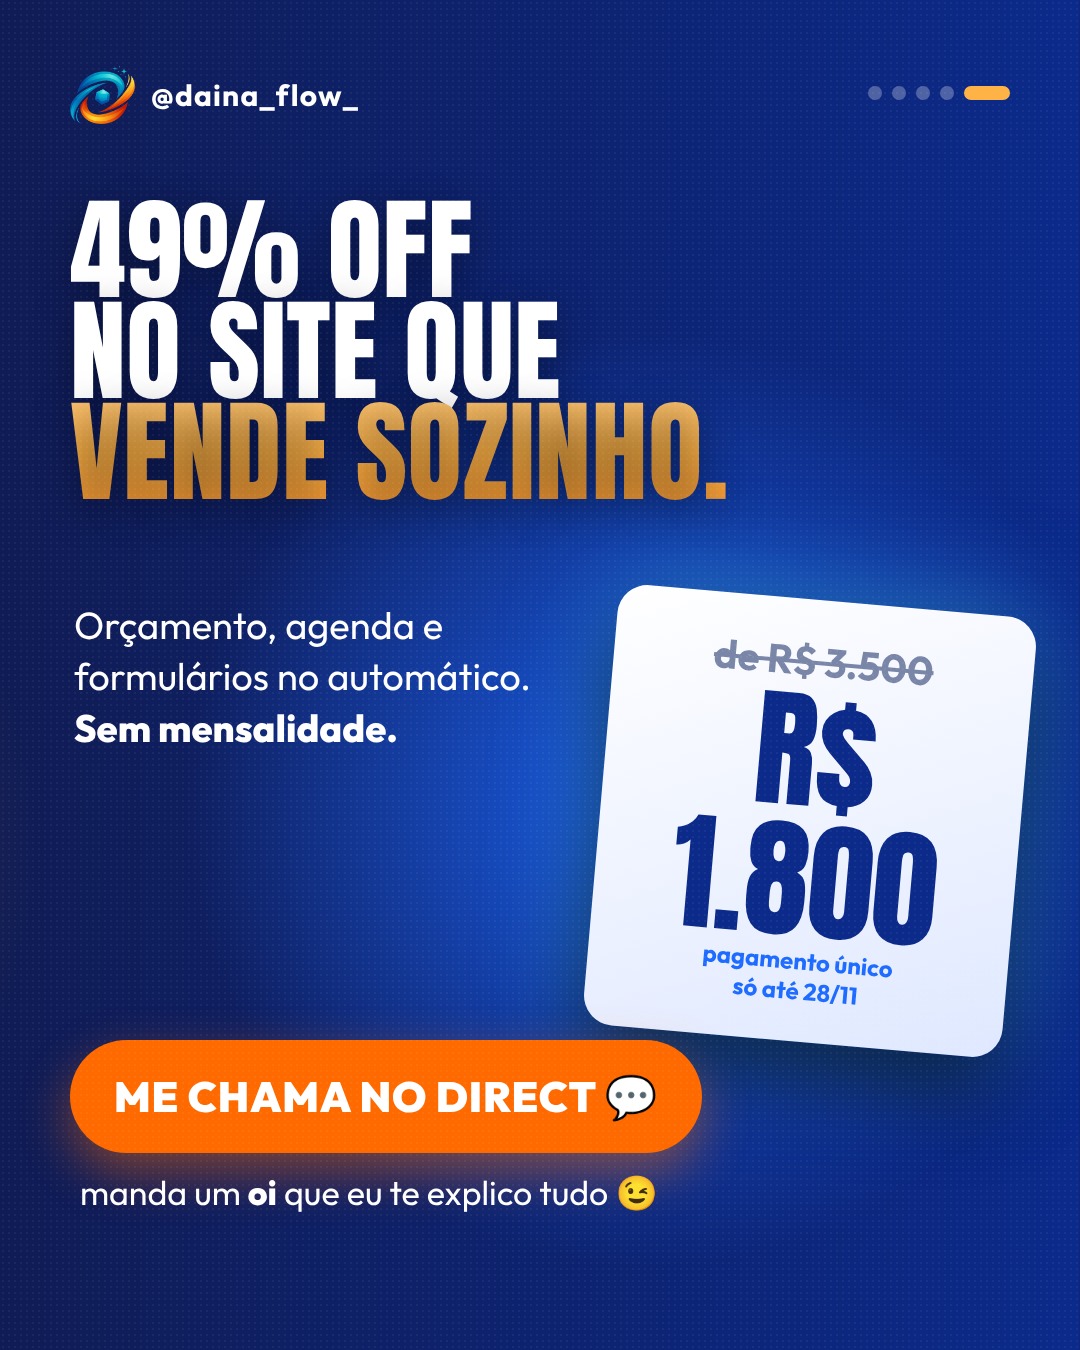 @daina_flow_
49% OFF
NO SITE QUE
VENDE SOZINHO.
Orçamento, agenda e
formulários no automático.
Sem mensalidade.
de R$ 3.500
R$
1.800
pagamento único
só até 28/11
ME CHAMA NO DIRECT 💬
manda um oi que eu te explico tudo 😉